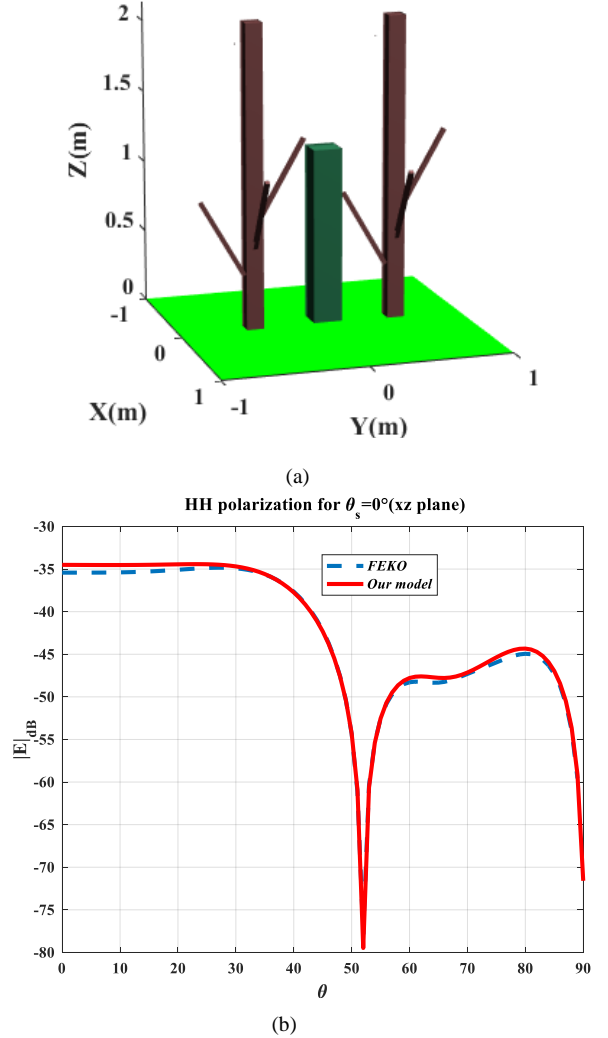 2
1.5
1
0.5
0
Z(m)
-1
0
1
X(m)
-1
0
1
Y(m)
(a)
HH polarization for θs=0°(xz plane)
-30
-35
-40
-45
-50
-55
-60
-65
-70
-75
-80
|E|dB
FEKO
Our model
0 10 20 30 40 50 60 70 80 90
θ
(b)